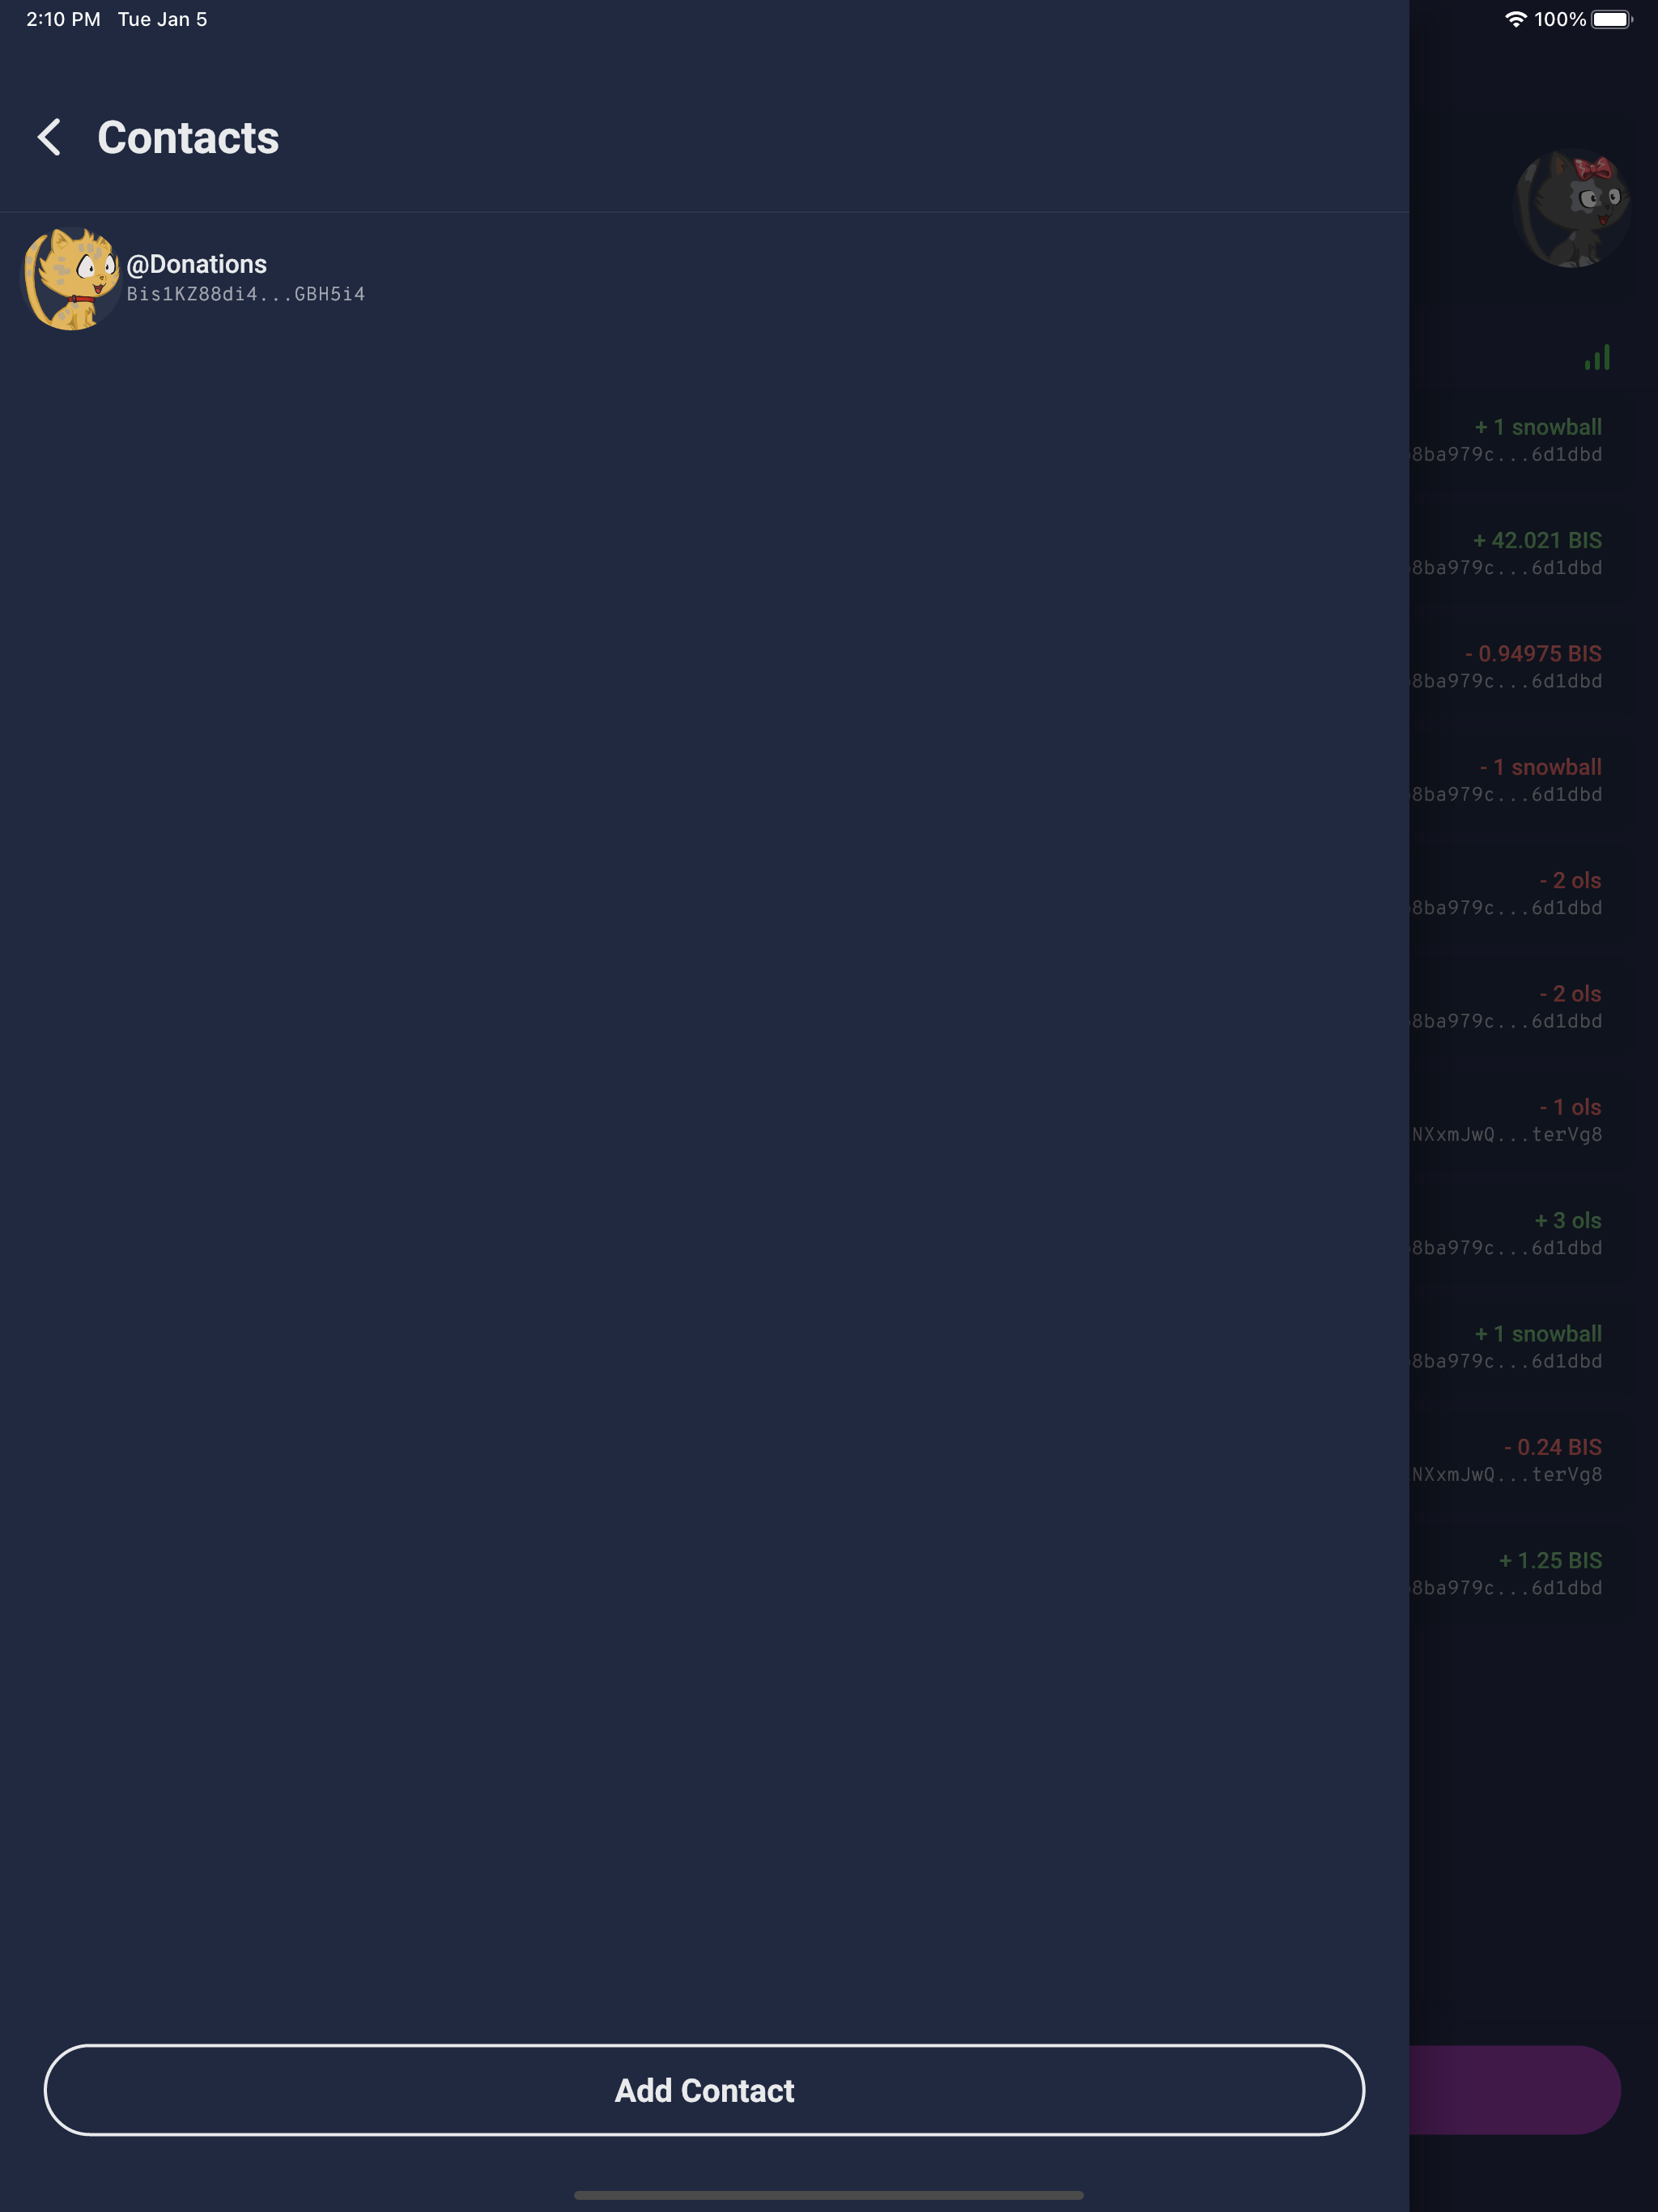 2:10 PM Tue Jan 5
100%
Contacts
@Donations
Bis1KZ88di4...GBH5i4
+ 1 snowball
8ba979c...6d1dbd
+ 42.021 BIS
8ba979c...6d1dbd
- 0.94975 BIS
8ba979c...6d1dbd
- 1 snowball
8ba979c...6d1dbd
- 2 ols
8ba979c...6d1dbd
- 2 ols
8ba979c...6d1dbd
- 1 ols
NXxmJwQ...terVg8
+ 3 ols
8ba979c...6d1dbd
+ 1 snowball
8ba979c...6d1dbd
- 0.24 BIS
NXxmJwQ...terVg8
+ 1.25 BIS
8ba979c...6d1dbd
Add Contact